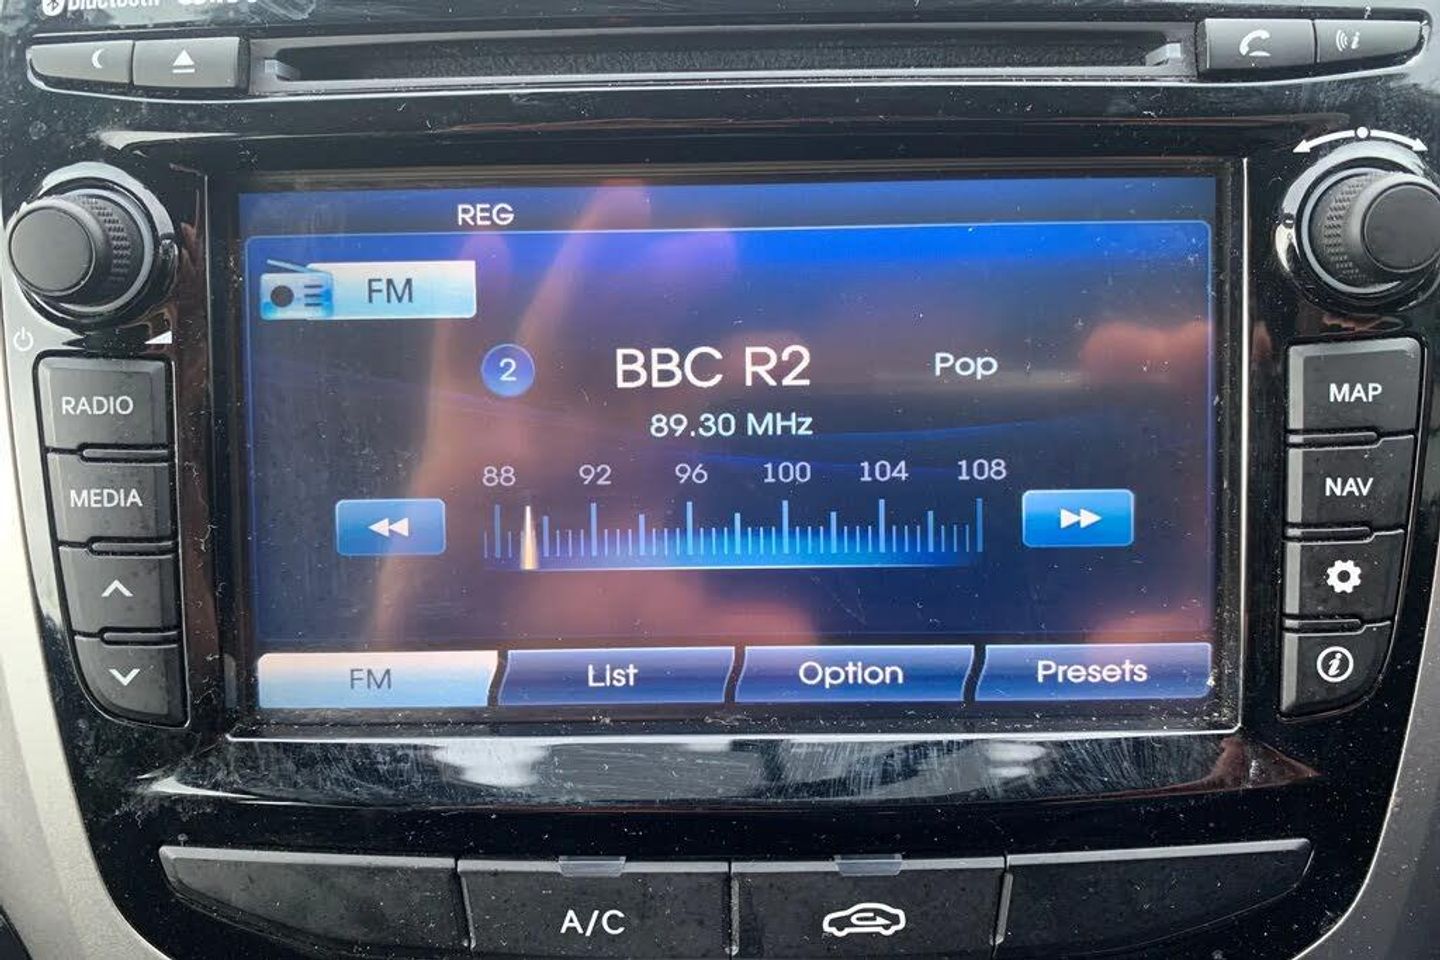 Bluetooth
REG
FM
2 BBC R2 Pop
89.30 MHz
88 92 96 100 104 108
RADIO
MEDIA
MAP
NAV
i
i
FM List Option Presets
A/C